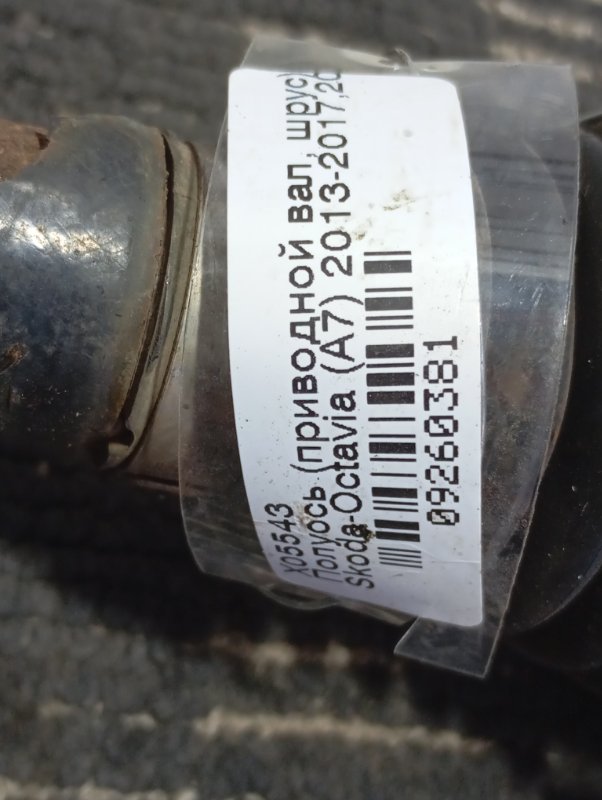 X05543
Полуось (приводной вал, шрус)
Skoda-Octavia (A7) 2013-2017,20
09260381